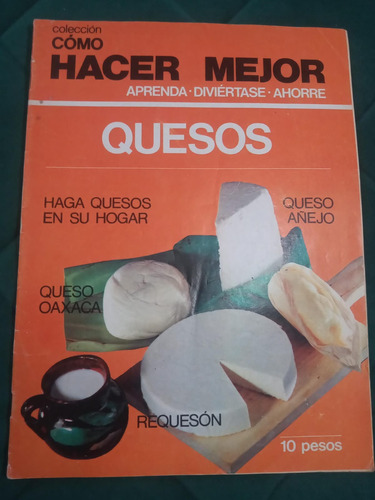 colección
CÓMO
HACER MEJOR
APRENDA · DIVIÉRTASE · AHORRE
QUESOS
HAGA QUESOS
EN SU HOGAR
QUESO
AÑEJO
QUESO
OAXACA
REQUESÓN
10 pesos